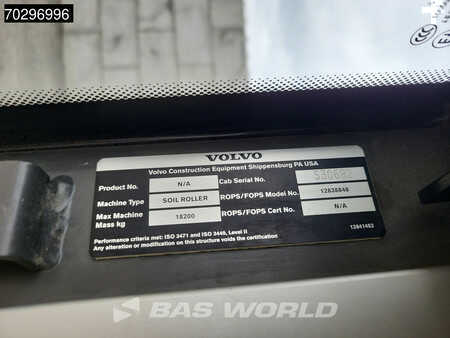 70296996
VOLVO
Volvo Construction Equipment Shippensburg PA USA
Product No. N/A Cab Serial No. S30682
Machine Type SOIL ROLLER ROPS/FOPS Model No. 12838848
Max Machine Mass kg 18200 ROPS/FOPS Cert No. N/A
Performance criteria met: ISO 3471 and ISO 3449, Level II
Any alteration or modification on this structure voids the certification
12841483
BAS WORLD